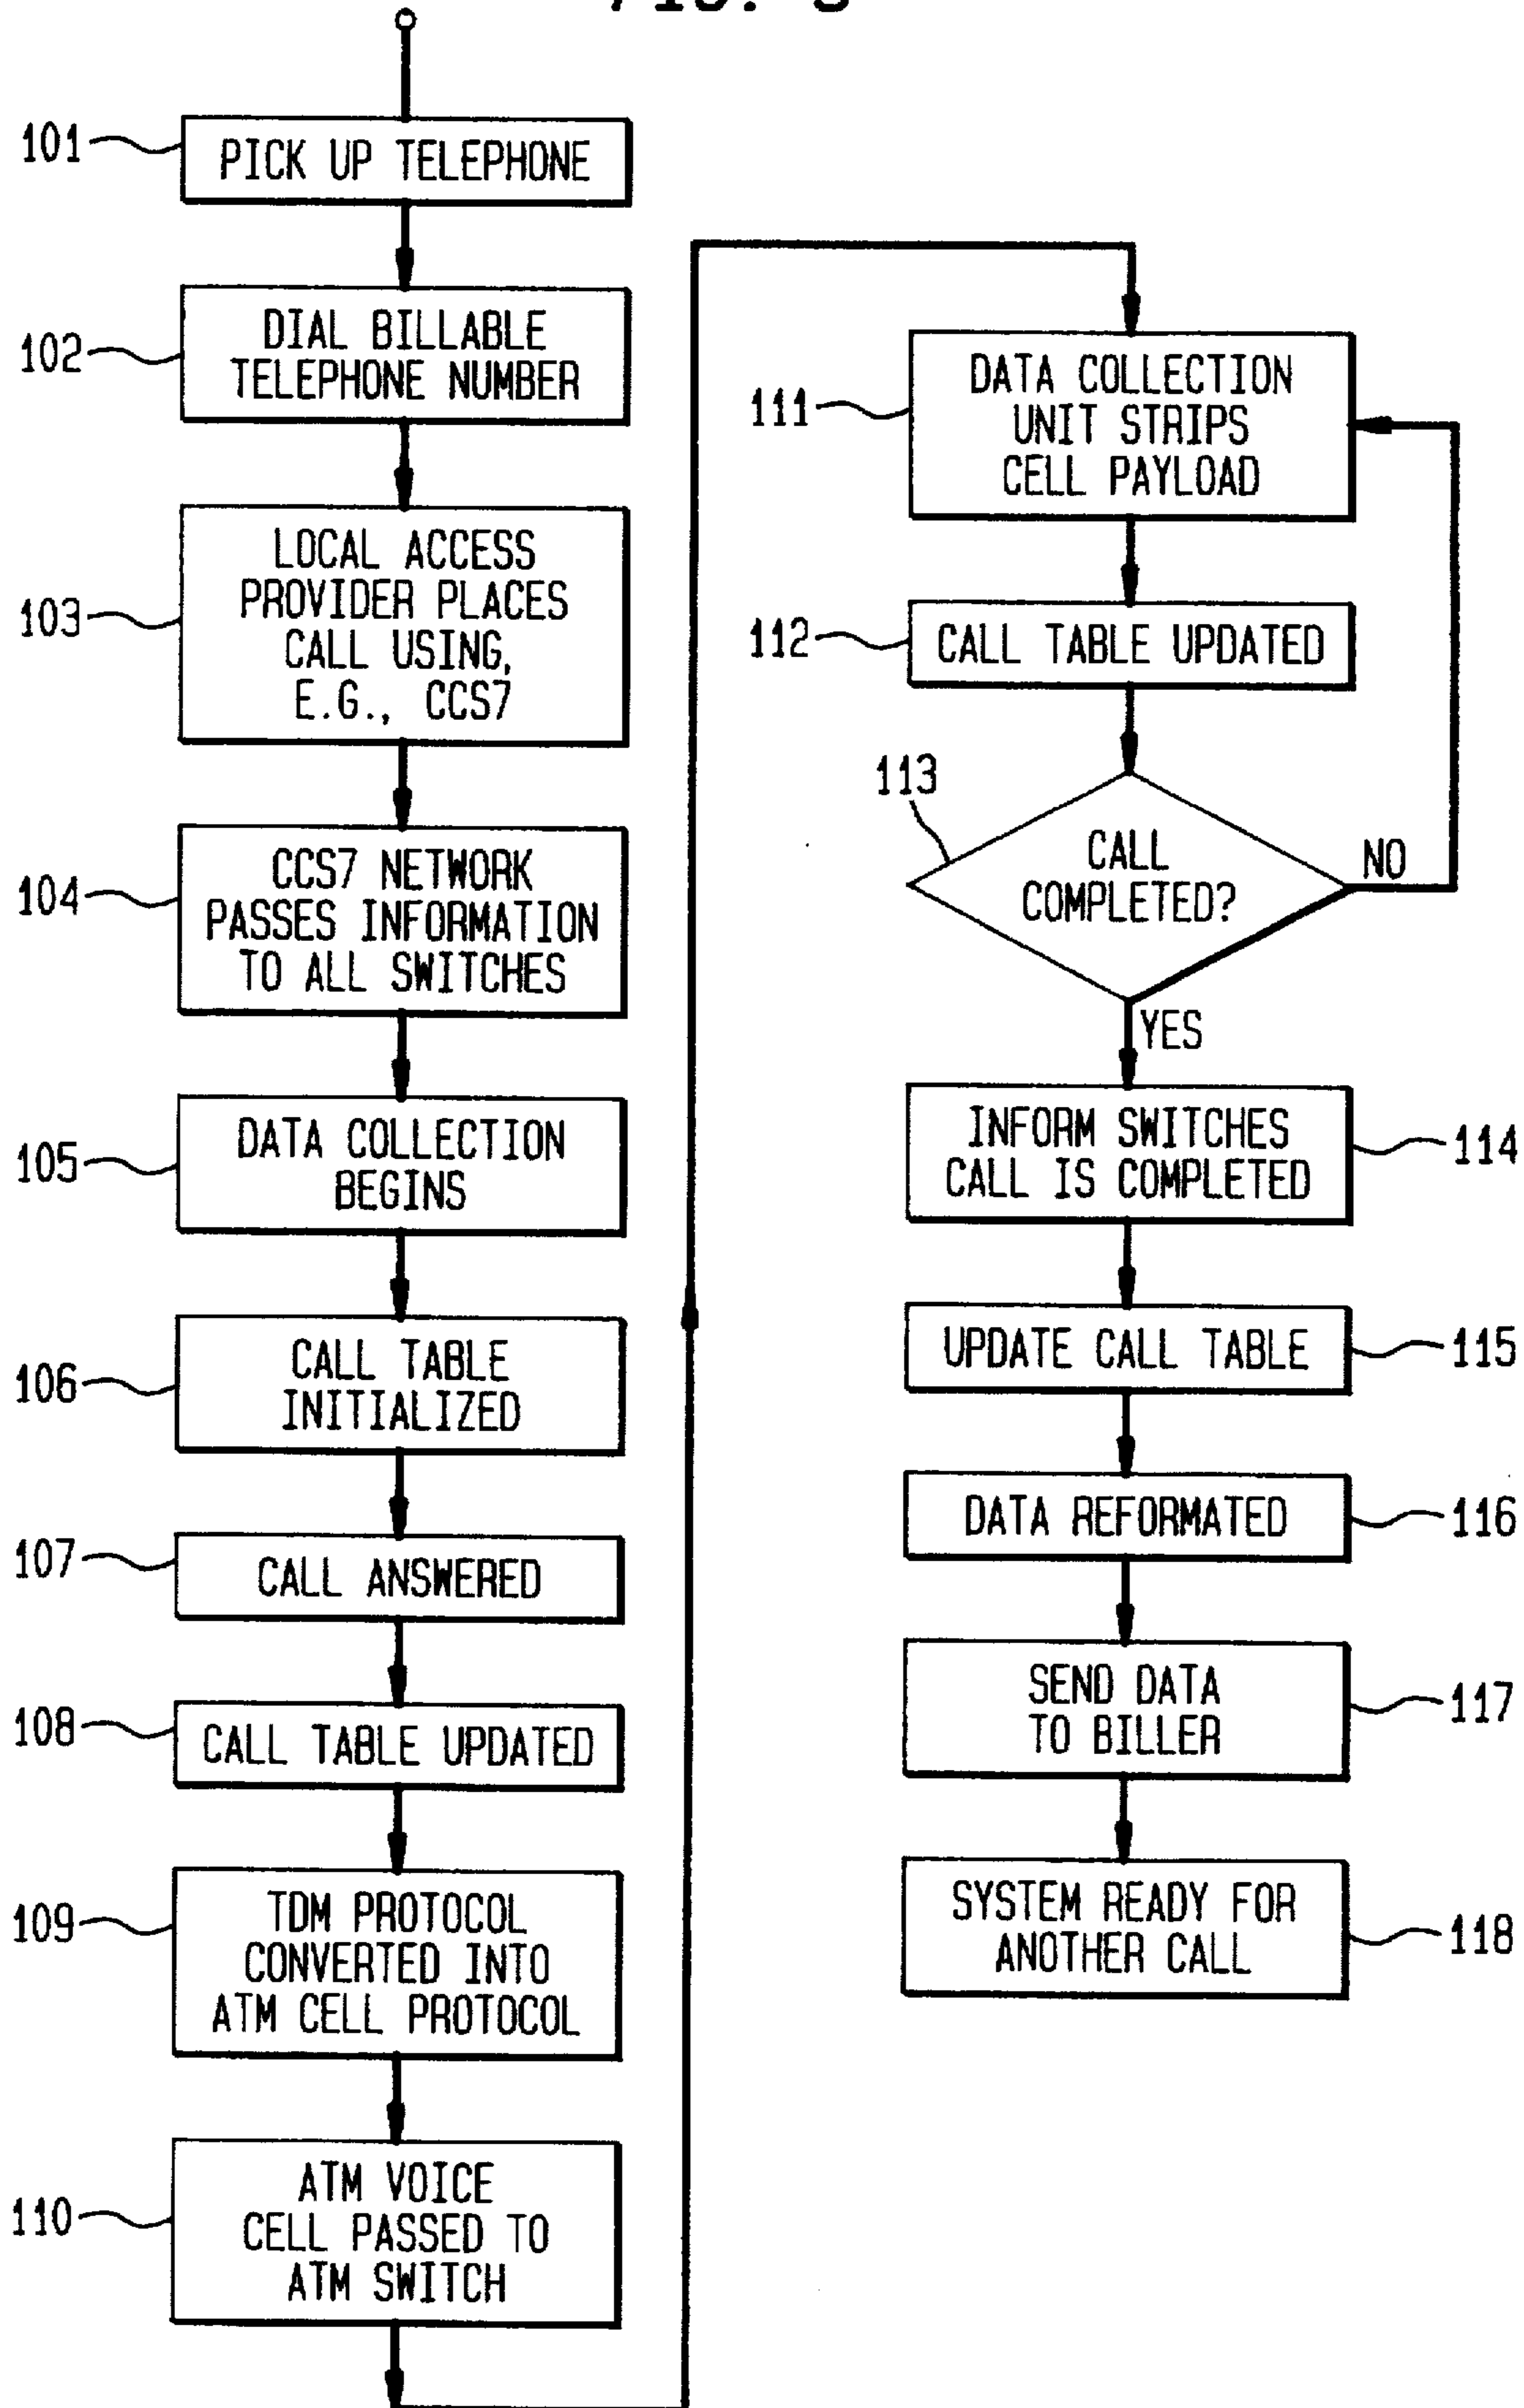 101
PICK UP TELEPHONE
102
DIAL BILLABLE
TELEPHONE NUMBER
103
LOCAL ACCESS
PROVIDER PLACES
CALL USING,
E.G., CCS7
104
CCS7 NETWORK
PASSES INFORMATION
TO ALL SWITCHES
105
DATA COLLECTION
BEGINS
106
CALL TABLE
INITIALIZED
107
CALL ANSWERED
108
CALL TABLE UPDATED
109
TDM PROTOCOL
CONVERTED INTO
ATM CELL PROTOCOL
110
ATM VOICE
CELL PASSED TO
ATM SWITCH
111
DATA COLLECTION
UNIT STRIPS
CELL PAYLOAD
112
CALL TABLE UPDATED
113
CALL
COMPLETED?
NO
YES
INFORM SWITCHES
CALL IS COMPLETED
114
UPDATE CALL TABLE
115
DATA REFORMATED
116
SEND DATA
TO BILLER
117
SYSTEM READY FOR
ANOTHER CALL
118